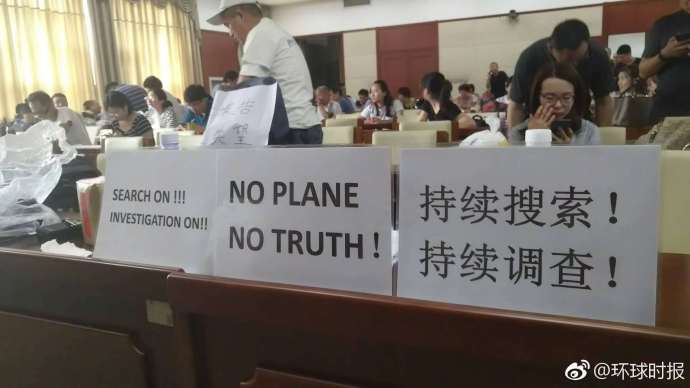 SEARCH ON !!!
INVESTIGATION ON!!
NO PLANE
NO TRUTH！
持续搜索！
持续调查！
@环球时报